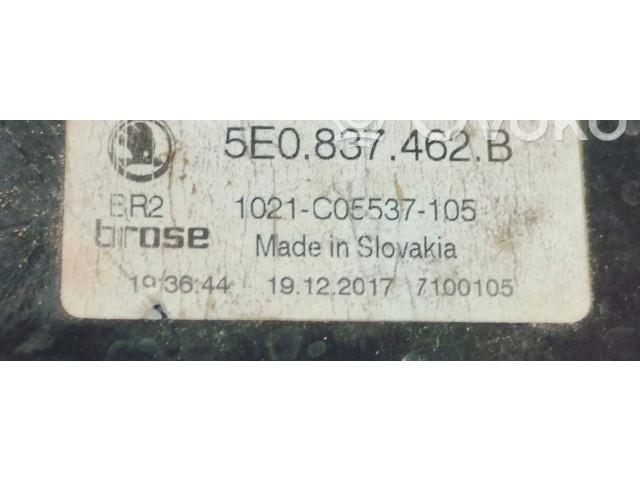 5E0.837.462.B
BR2 1021-C05537-105
brose Made in Slovakia
19:36:44 19.12.2017 7100105